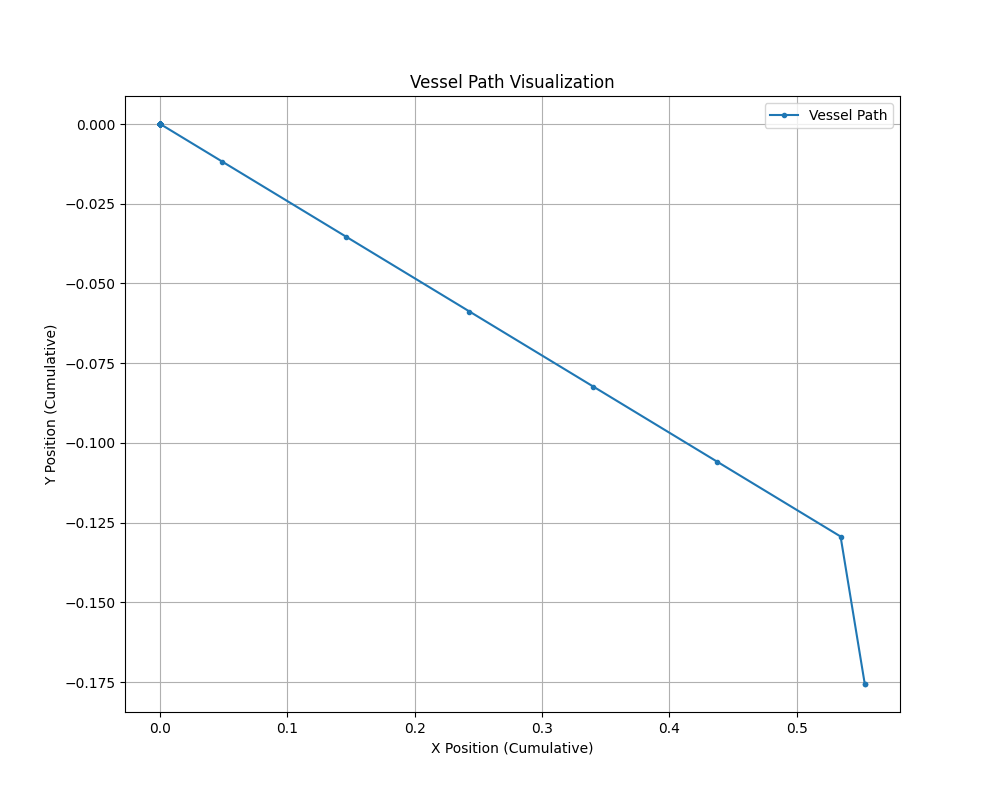 Vessel Path Visualization
Vessel Path
0.000
−0.025
−0.050
−0.075
−0.100
−0.125
−0.150
−0.175
Y Position (Cumulative)
0.0 0.1 0.2 0.3 0.4 0.5
X Position (Cumulative)